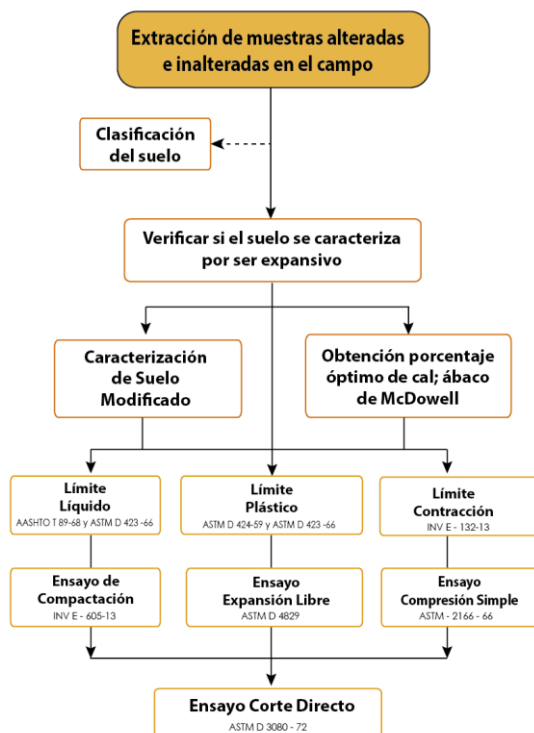 Extracción de muestras alteradas
e inalteradas en el campo
Clasificación
del suelo
Verificar si el suelo se caracteriza
por ser expansivo
Caracterización
de Suelo
Modificado
Obtención porcentaje
óptimo de cal; ábaco
de McDowell
Límite
Líquido
AASHTO T 89-68 y ASTM D 423 -66
Límite
Plástico
ASTM D 424-59 y ASTM D 423 -66
Límite
Contracción
INV E - 132-13
Ensayo de
Compactación
INV E - 605-13
Ensayo
Expansión Libre
ASTM D 4829
Ensayo
Compresión Simple
ASTM - 2166 - 66
Ensayo Corte Directo
ASTM D 3080 - 72